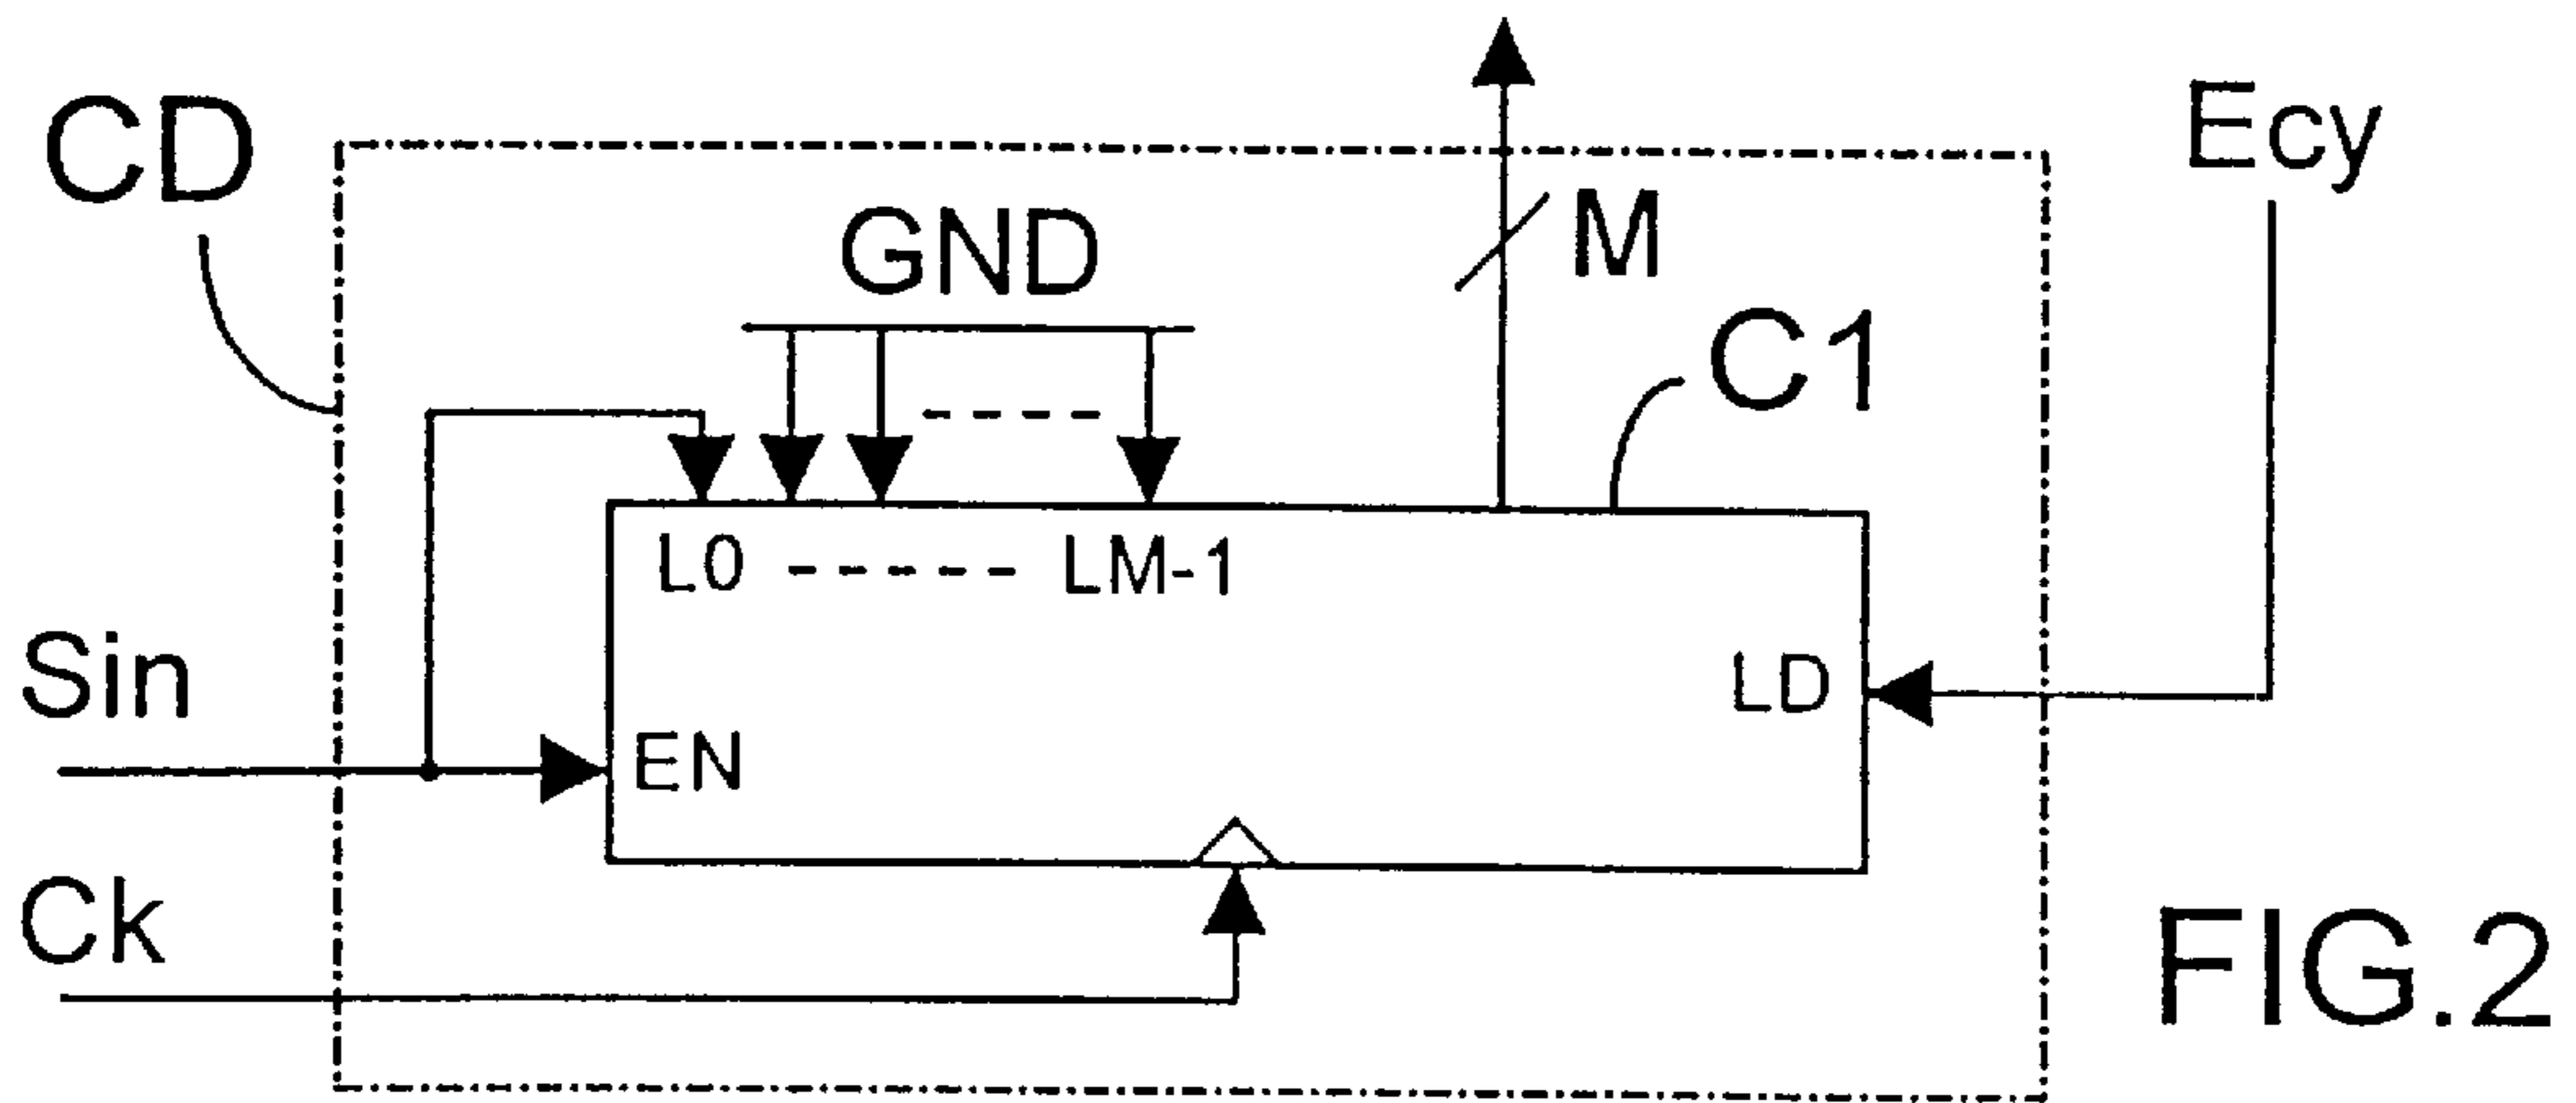 CD
Ecy
GND
M
C1
L0 ----- LM-1
Sin
LD
EN
Ck
FIG.2